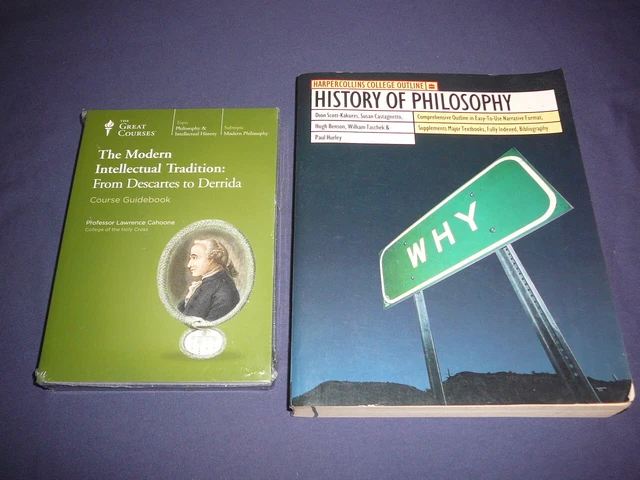 THE
GREAT
COURSES
Topic
Philosophy &
Intellectual History
Subtopic
Modern Philosophy
The Modern
Intellectual Tradition:
From Descartes to Derrida
Course Guidebook
Professor Lawrence Cahoone
College of the Holy Cross
HARPERCOLLINS COLLEGE OUTLINE
HISTORY OF PHILOSOPHY
Dion Scott-Kakures, Susan Castagnetto,
Hugh Benson, William Taschek &
Paul Hurley
Comprehensive Outline in Easy-To-Use Narrative Format,
Supplements Major Textbooks, Fully Indexed, Bibliography
WHY